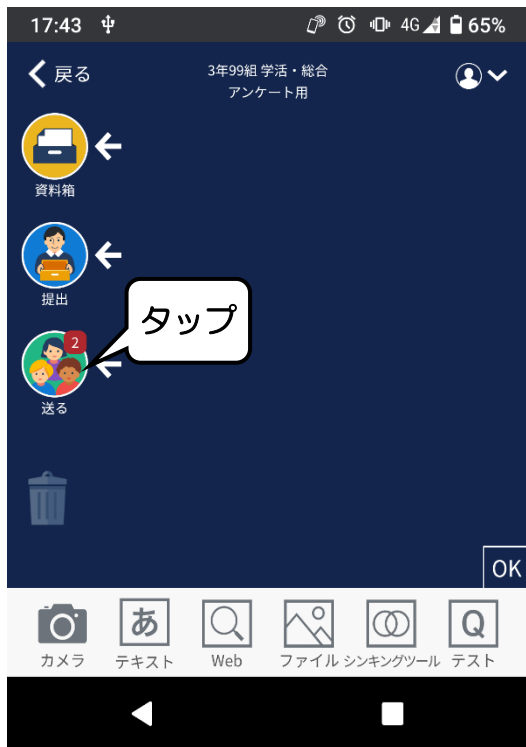 17:43
4G 65%
戻る
3年99組 学活・総合
アンケート用
資料箱
提出
タップ
2
送る
OK
あ
Q
カメラ テキスト Web ファイル シンキングツール テスト